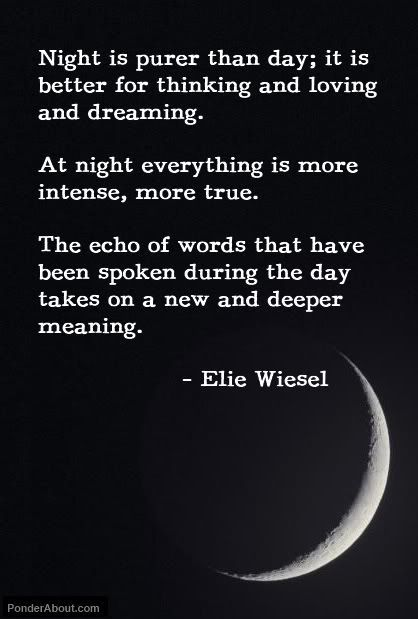 Night is purer than day; it is
better for thinking and loving
and dreaming.
At night everything is more
intense, more true.
The echo of words that have
been spoken during the day
takes on a new and deeper
meaning.
- Elie Wiesel
PonderAbout.com